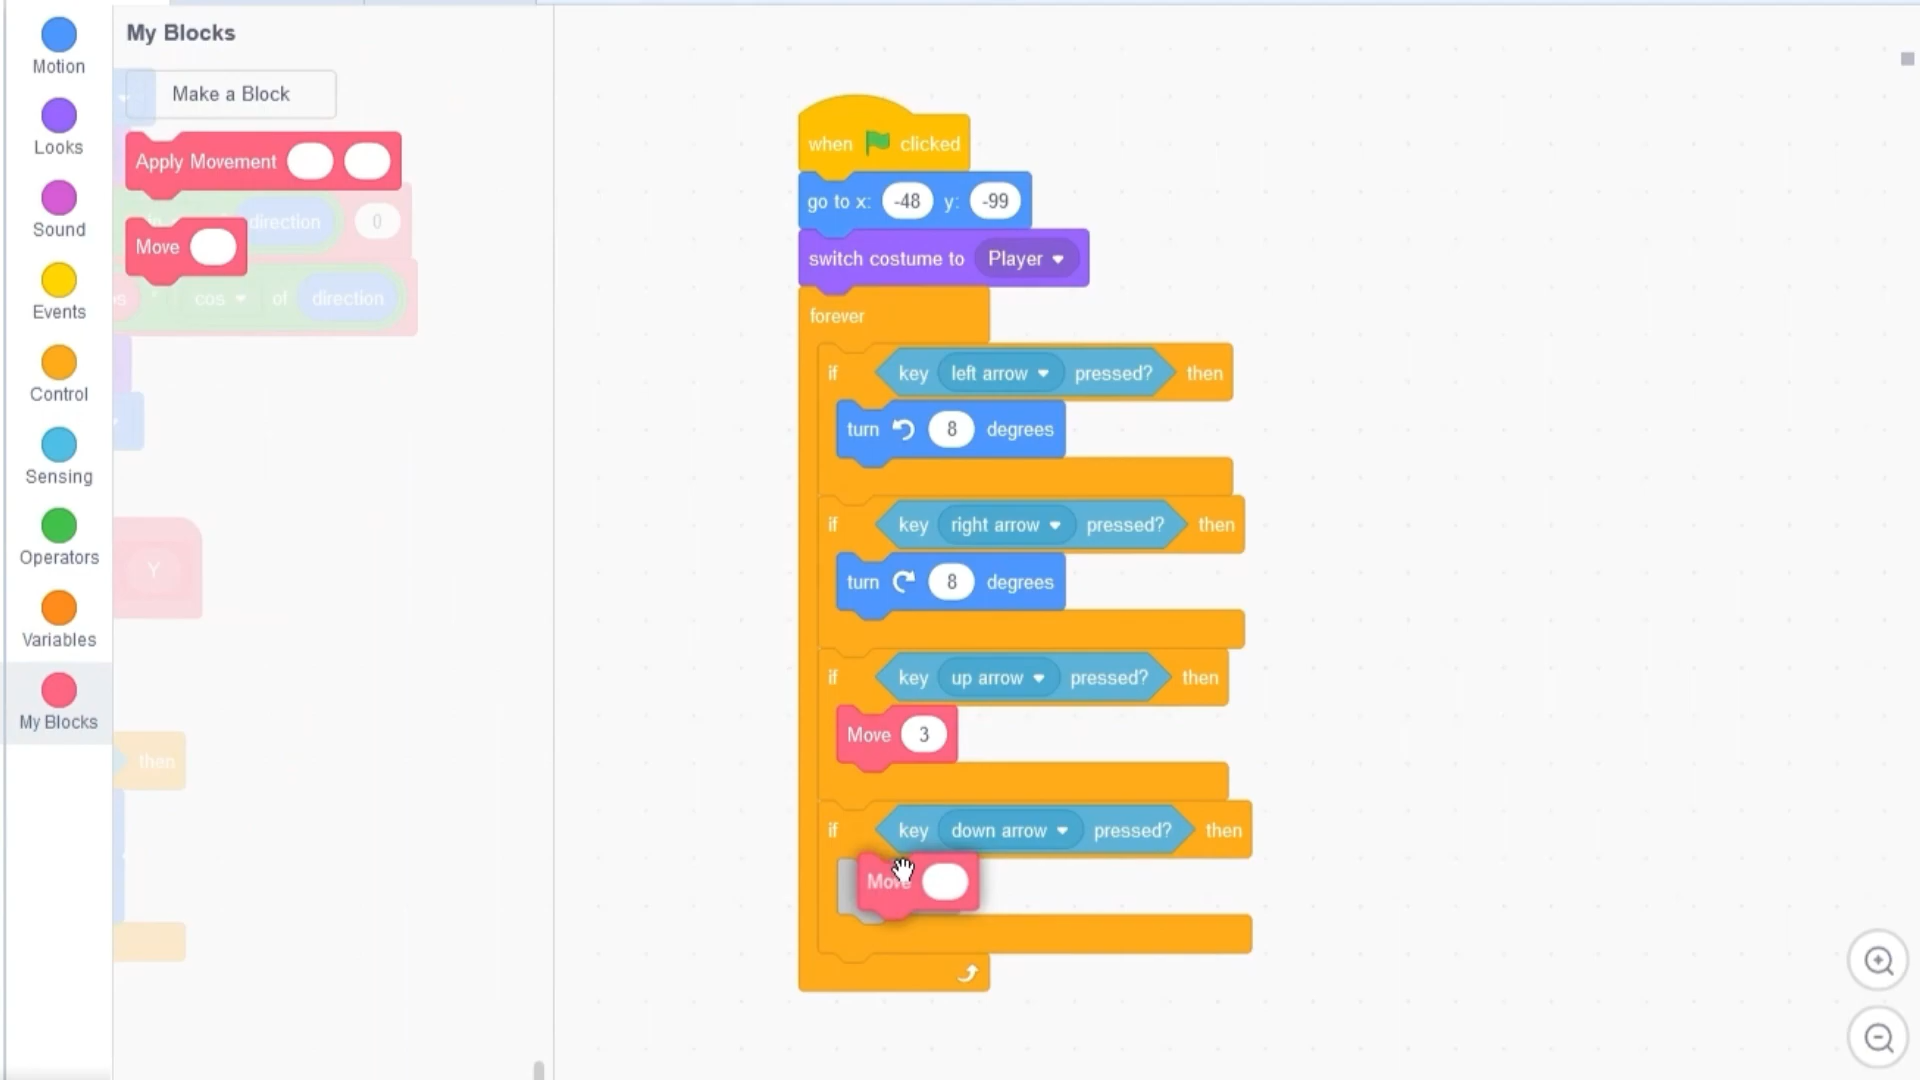 My Blocks
Make a Block
Apply Movement
direction 0
Move
cos of direction
Y
then
Motion
Looks
Sound
Events
Control
Sensing
Operators
Variables
My Blocks
when clicked
go to x: -48 y: -99
switch costume to Player
forever
if key left arrow pressed? then
turn 8 degrees
if key right arrow pressed? then
turn 8 degrees
if key up arrow pressed? then
Move 3
if key down arrow pressed? then
Move